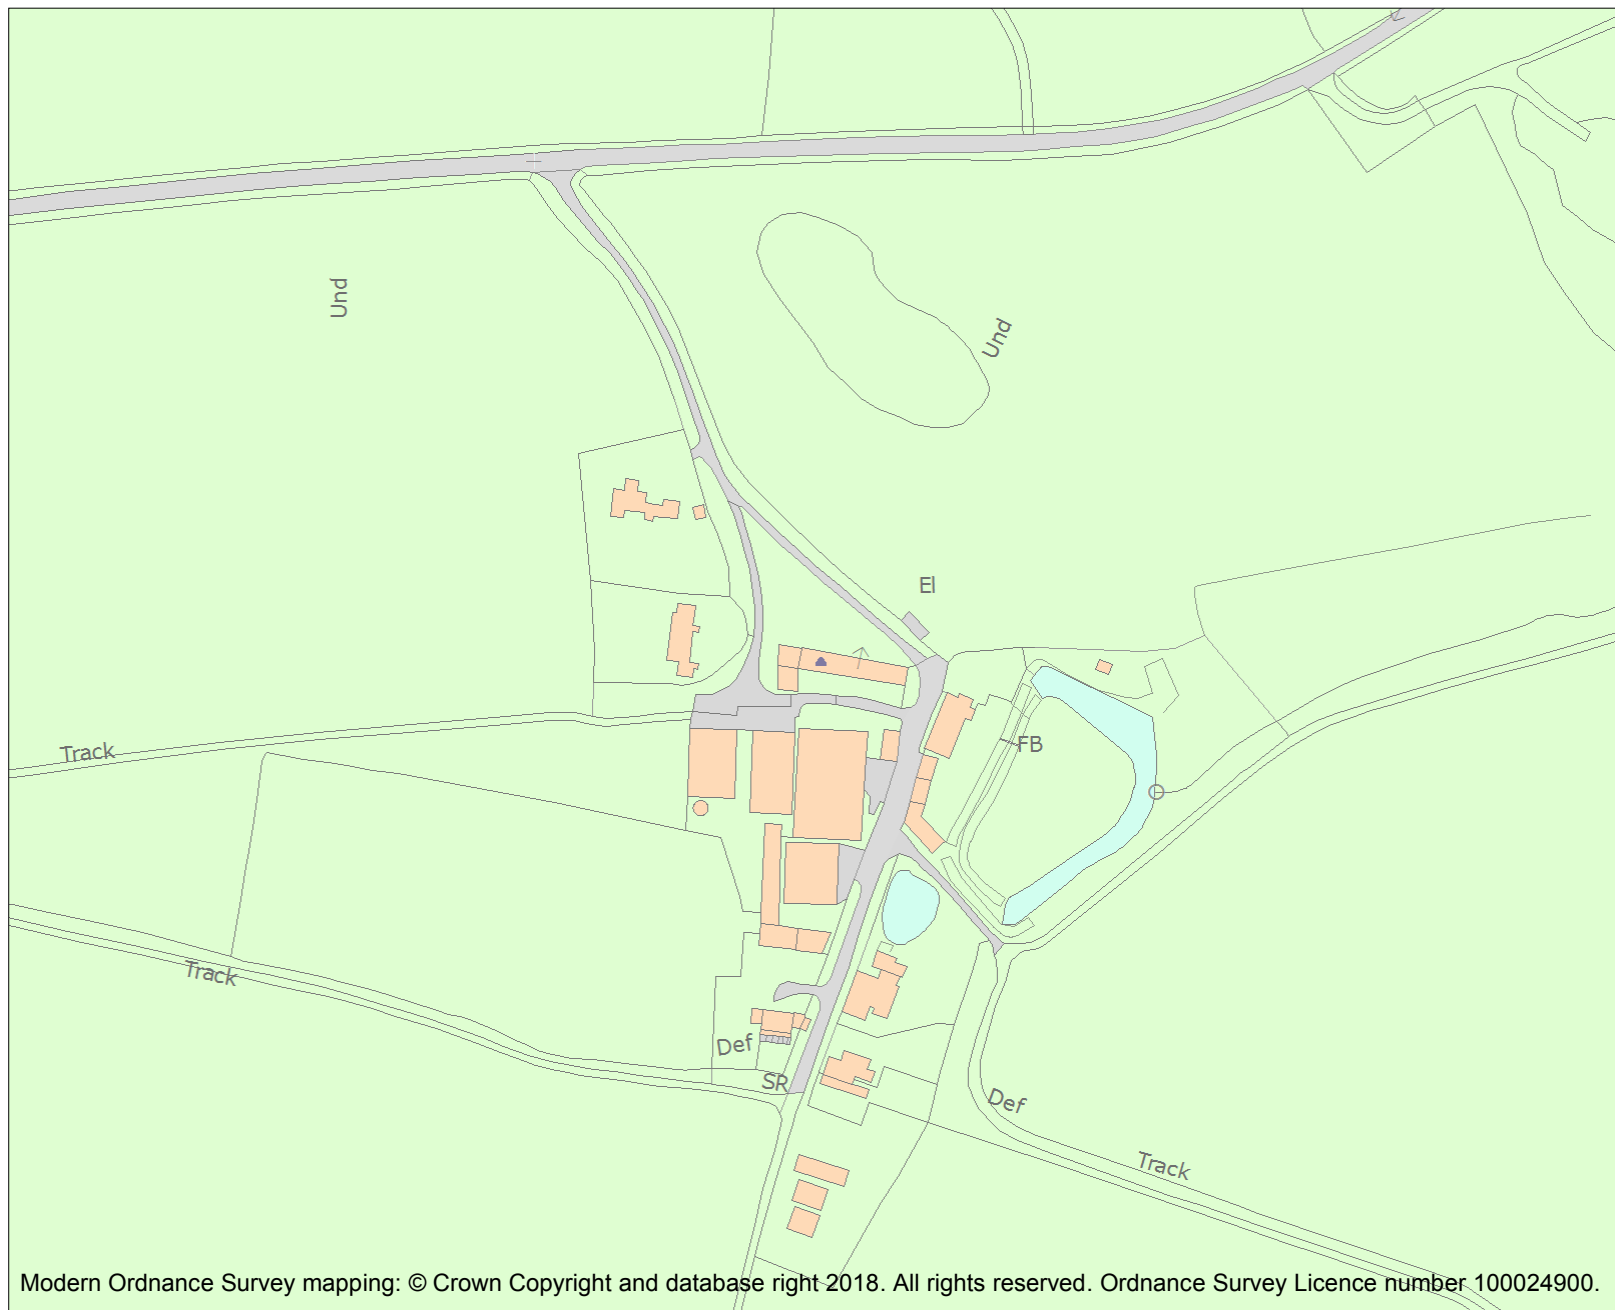 Und
Und
El
FB
Track
Track
Def
SR
Def
Track
Modern Ordnance Survey mapping: © Crown Copyright and database right 2018. All rights reserved. Ordnance Survey Licence number 100024900.